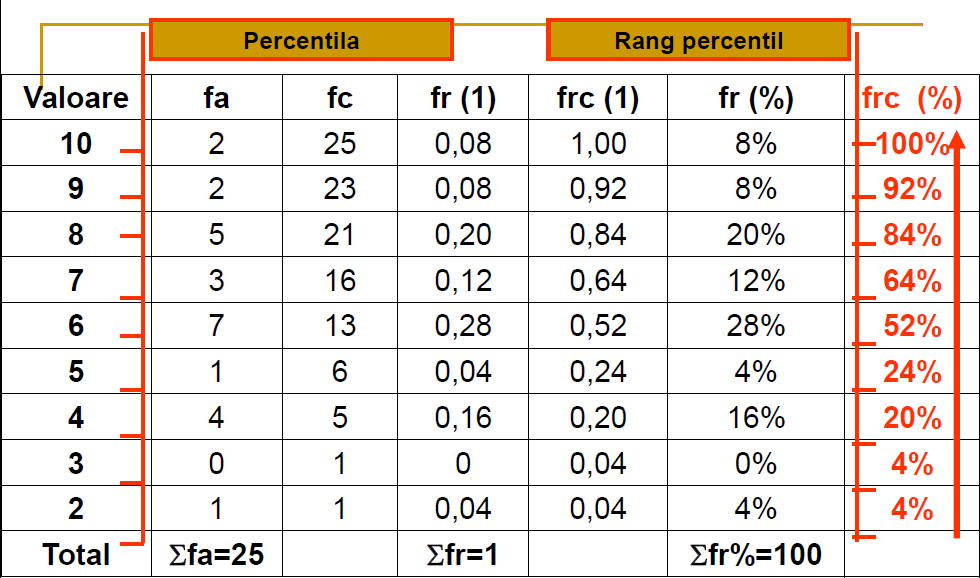 Percentila Rang percentil
Valoare fa fc fr (1) frc (1) fr (%) frc (%)
10 2 25 0,08 1,00 8% 100%
9 2 23 0,08 0,92 8% 92%
8 5 21 0,20 0,84 20% 84%
7 3 16 0,12 0,64 12% 64%
6 7 13 0,28 0,52 28% 52%
5 1 6 0,04 0,24 4% 24%
4 4 5 0,16 0,20 16% 20%
3 0 1 0 0,04 0% 4%
2 1 1 0,04 0,04 4% 4%
Total Σfa=25 Σfr=1 Σfr%=100